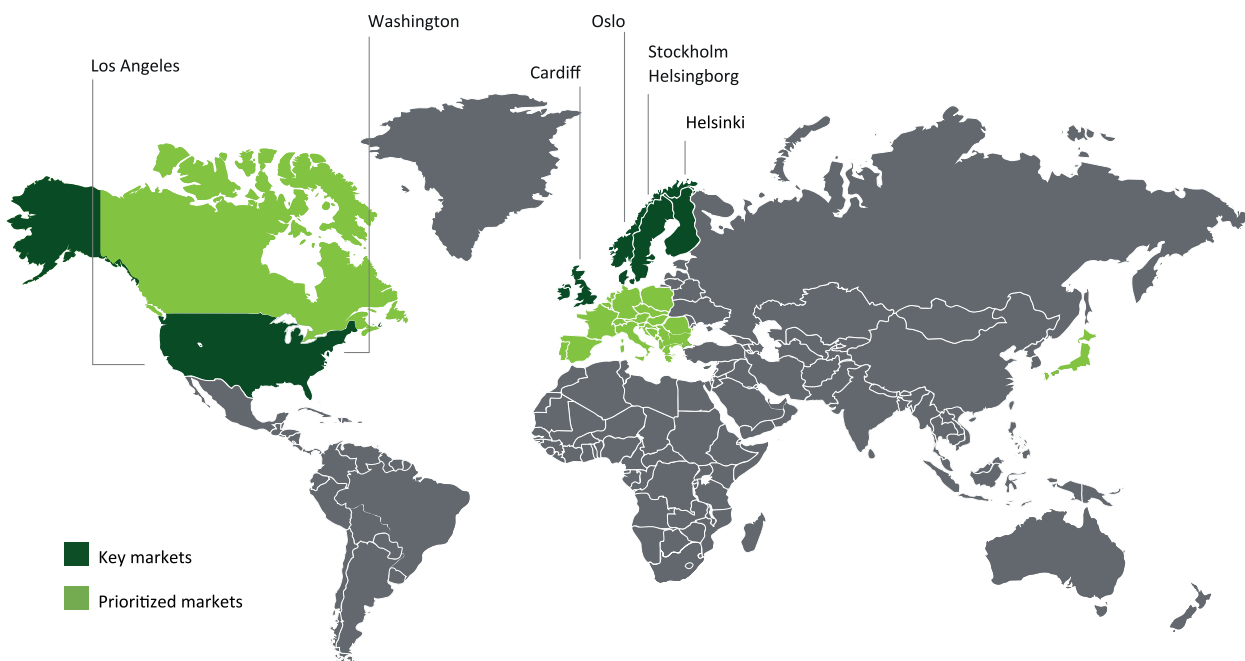 Washington
Oslo
Stockholm
Helsingborg
Los Angeles
Cardiff
Helsinki
Key markets
Prioritized markets